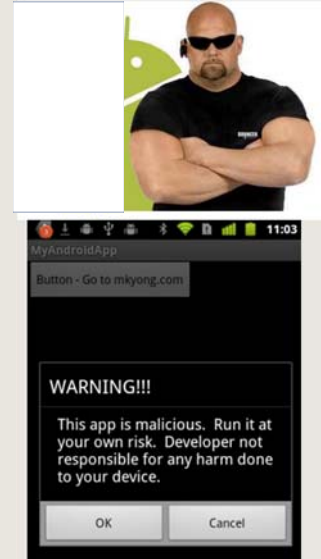 BOUNCER
11:03
MyAndroidApp
Button - Go to mkyong.com
WARNING!!!
This app is malicious. Run it at
your own risk. Developer not
responsible for any harm done
to your device.
OK
Cancel